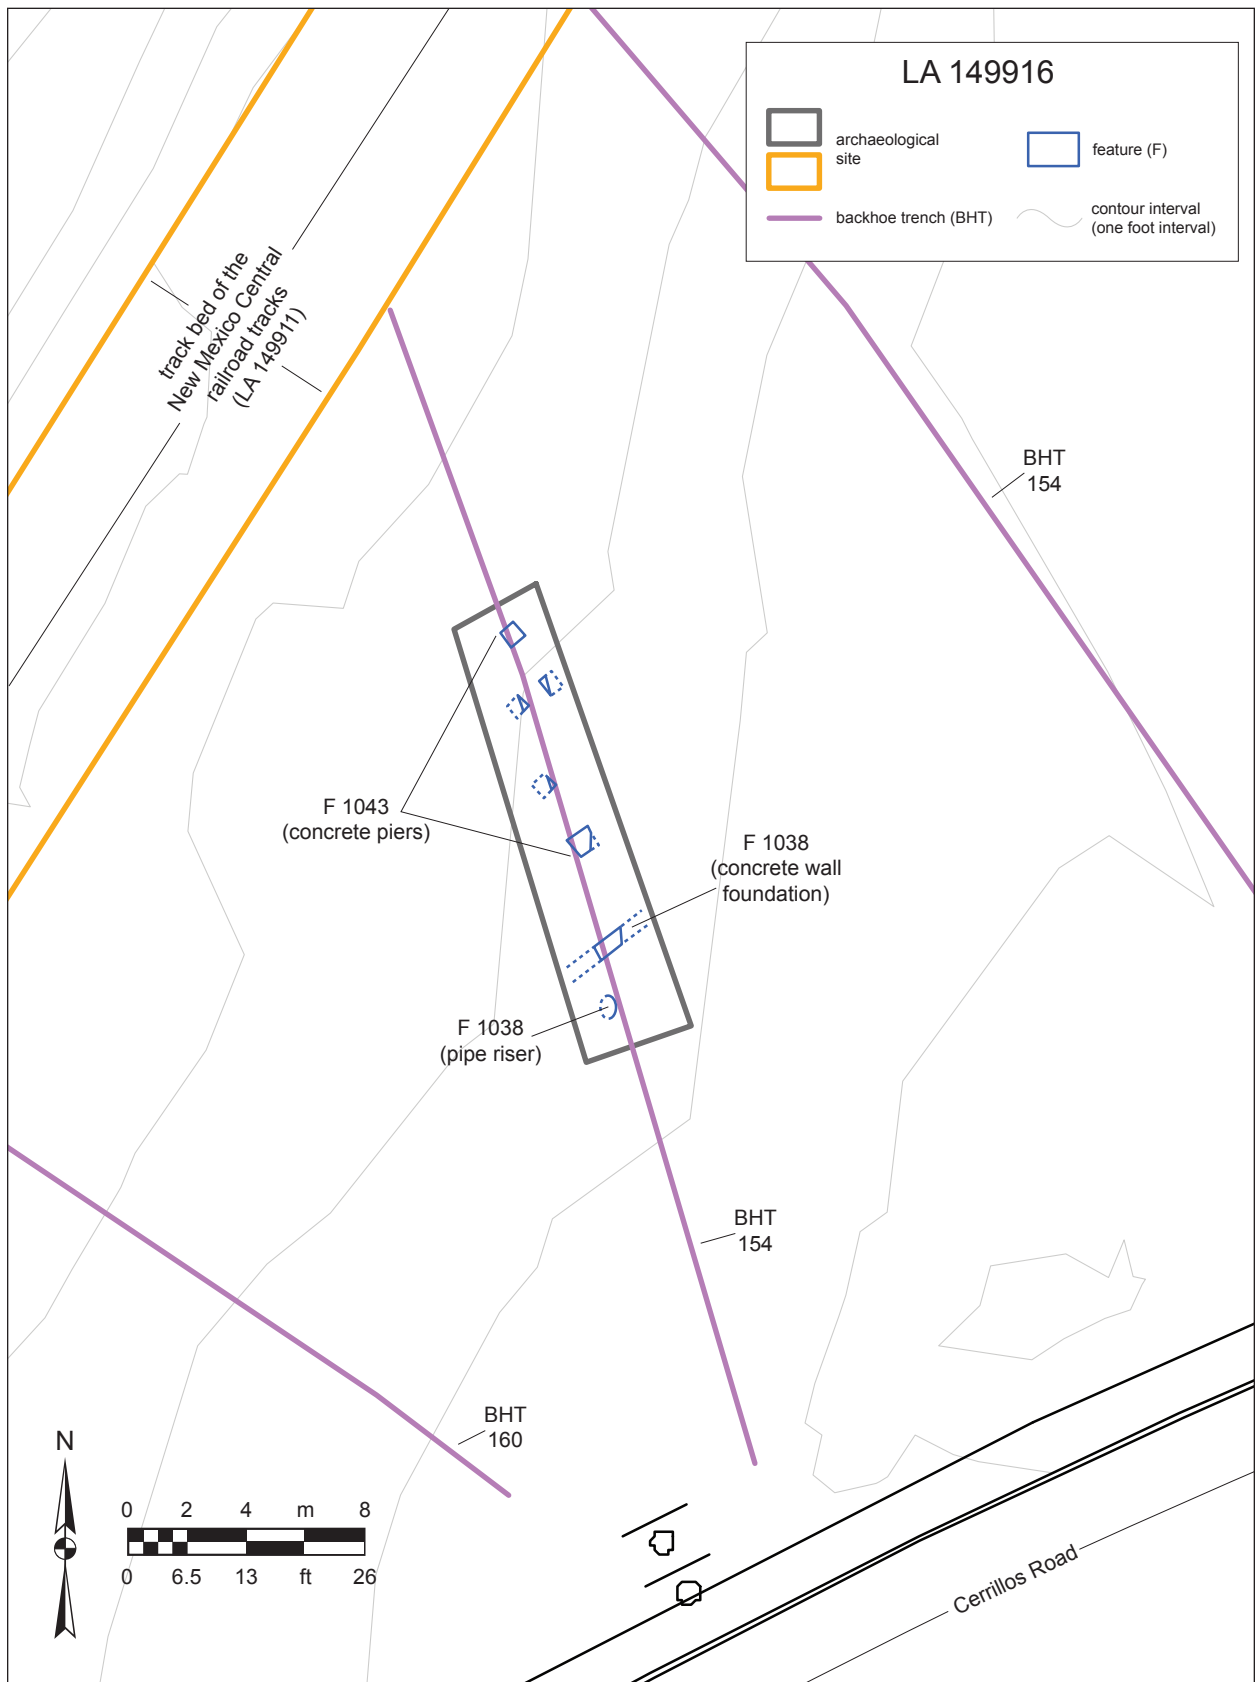 LA 149916
archaeological
site
feature (F)
backhoe trench (BHT)
contour interval
(one foot interval)
track bed of the
New Mexico Central
railroad tracks
(LA 149911)
BHT
154
F 1043
(concrete piers)
F 1038
(concrete wall
foundation)
F 1038
(pipe riser)
BHT
154
BHT
160
N
0 2 4 m 8
0 6.5 13 ft 26
Cerrillos Road